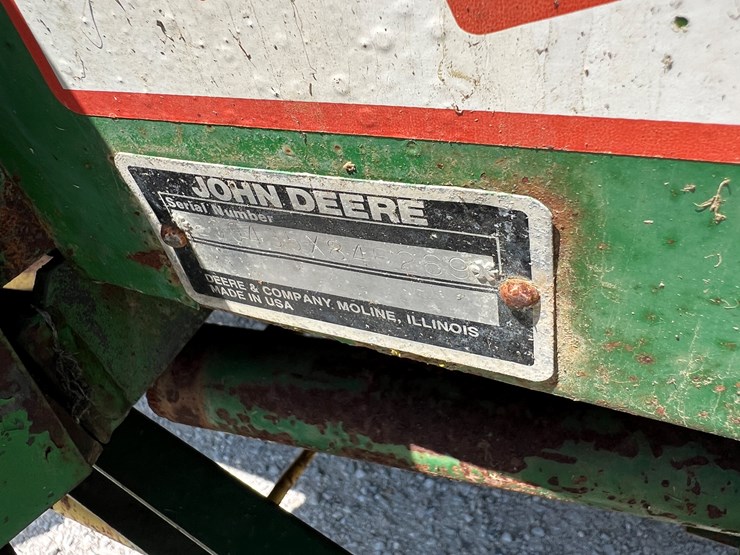 JOHN DEERE
Serial Number
DEERE & COMPANY, MOLINE, ILLINOIS
MADE IN USA